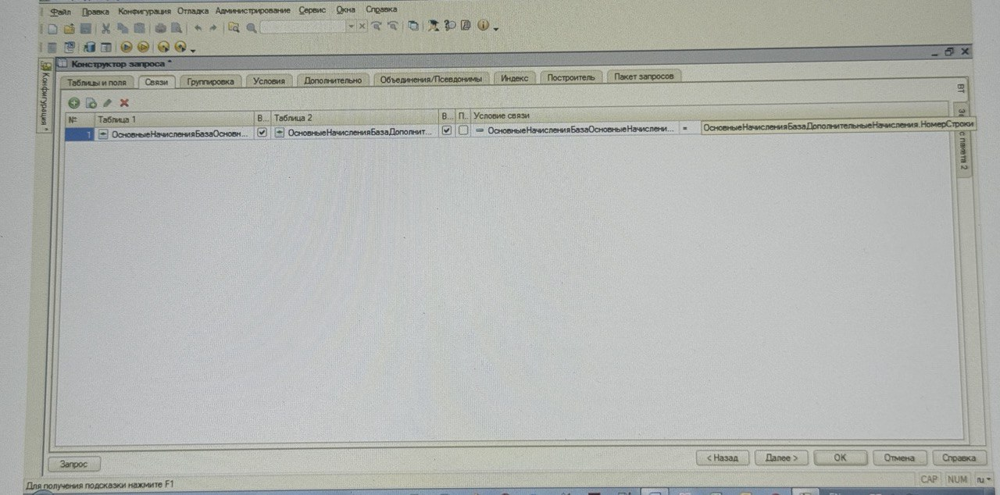 Файл Правка Конфигурация Отладка Администрирование Сервис Окна Справка
Конструктор запроса *
Конфигурация *
Таблицы и поля Связи Группировка Условия Дополнительно Объединения/Псевдонимы Индекс Построитель Пакет запросов
ВТ
№ Таблица 1 В... Таблица 2 В... П.. Условие связи
1 ОсновныеНачисленияБазаОсновн... ОсновныеНачисленияБазаДополнит... ОсновныеНачисленияБазаОсновныеНачислени... = ОсновныеНачисленияБазаДополнительныеНачисления.НомерСтроки
пакета 2
Запрос < Назад Далее > ОК Отмена Справка
Для получения подсказки нажмите F1 CAP NUM ru